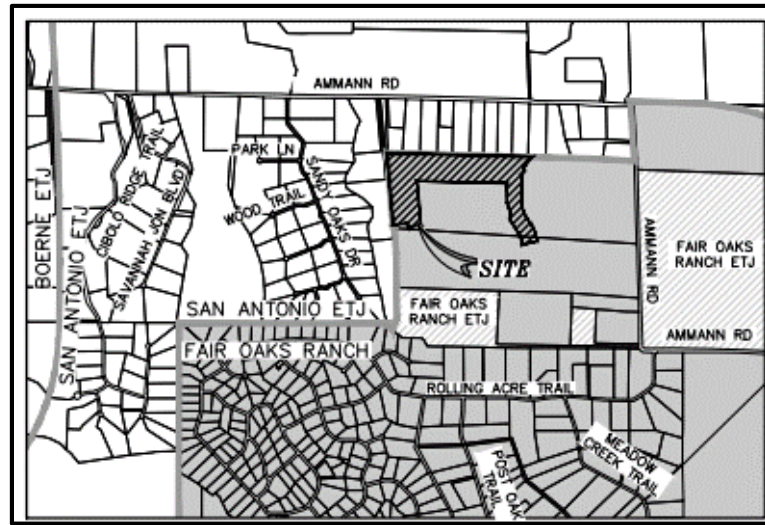 AMMANN RD
PARK LN
SANDY OAKS DR
WOOD TRAIL
CIBOLO RIDGE TRAIL
SAVANNAH JON BLVD
BOERNE ETJ
SAN ANTONIO ETJ
SAN ANTONIO ETJ
AMMANN RD
FAIR OAKS
RANCH ETJ
SITE
FAIR OAKS
RANCH ETJ
AMMANN RD
FAIR OAKS RANCH
ROLLING ACRE TRAIL
POST OAK
TRAIL
MEADOW
CREEK TRAIL